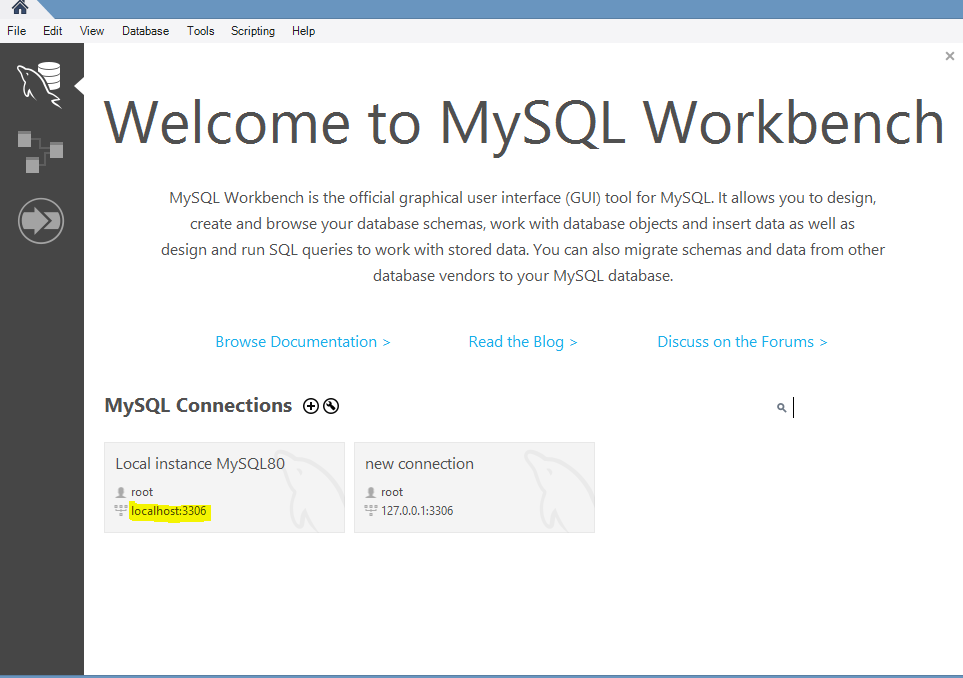 File Edit View Database Tools Scripting Help
Welcome to MySQL Workbench
MySQL Workbench is the official graphical user interface (GUI) tool for MySQL. It allows you to design,
create and browse your database schemas, work with database objects and insert data as well as
design and run SQL queries to work with stored data. You can also migrate schemas and data from other
database vendors to your MySQL database.
Browse Documentation > Read the Blog > Discuss on the Forums >
MySQL Connections
Local instance MySQL80
root
localhost:3306
new connection
root
127.0.0.1:3306